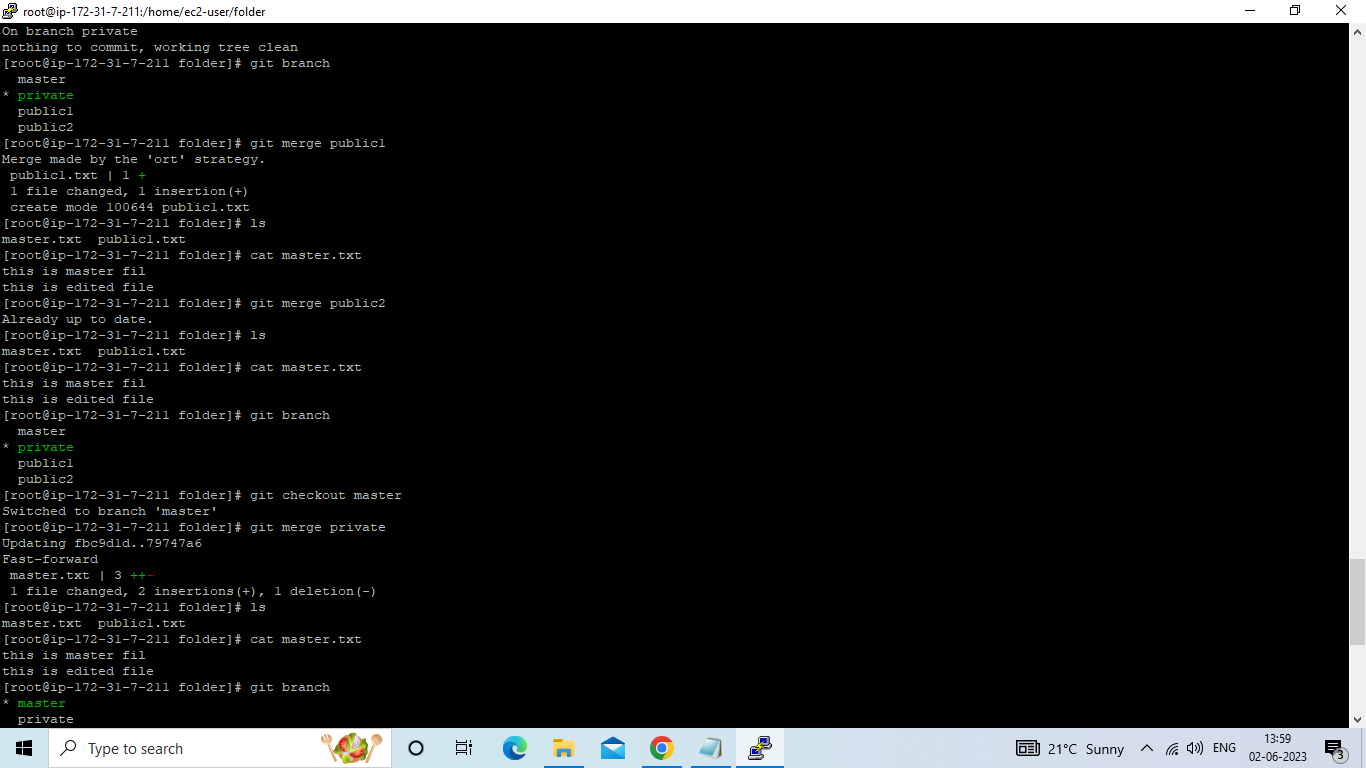 root@ip-172-31-7-211:/home/ec2-user/folder
On branch private
nothing to commit, working tree clean
[root@ip-172-31-7-211 folder]# git branch
  master
* private
  public1
  public2
[root@ip-172-31-7-211 folder]# git merge public1
Merge made by the 'ort' strategy.
 public1.txt | 1 +
 1 file changed, 1 insertion(+)
 create mode 100644 public1.txt
[root@ip-172-31-7-211 folder]# ls
master.txt  public1.txt
[root@ip-172-31-7-211 folder]# cat master.txt
this is master fil
this is edited file
[root@ip-172-31-7-211 folder]# git merge public2
Already up to date.
[root@ip-172-31-7-211 folder]# ls
master.txt  public1.txt
[root@ip-172-31-7-211 folder]# cat master.txt
this is master fil
this is edited file
[root@ip-172-31-7-211 folder]# git branch
  master
* private
  public1
  public2
[root@ip-172-31-7-211 folder]# git checkout master
Switched to branch 'master'
[root@ip-172-31-7-211 folder]# git merge private
Updating fbc9d1d..79747a6
Fast-forward
 master.txt | 3 ++-
 1 file changed, 2 insertions(+), 1 deletion(-)
[root@ip-172-31-7-211 folder]# ls
master.txt  public1.txt
[root@ip-172-31-7-211 folder]# cat master.txt
this is master fil
this is edited file
[root@ip-172-31-7-211 folder]# git branch
* master
  private
Type to search
21°C Sunny
ENG
13:59
02-06-2023
3